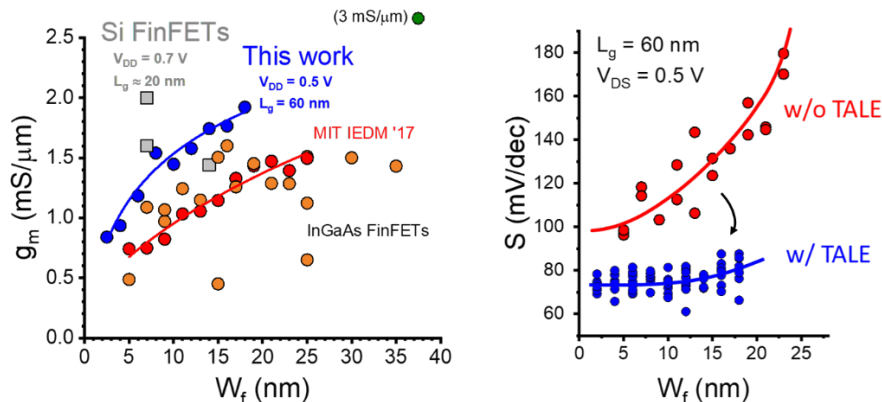 (3 mS/μm)
Si FinFETs
V_DD = 0.7 V
L_g ≈ 20 nm
This work
V_DD = 0.5 V
L_g = 60 nm
MIT IEDM '17
InGaAs FinFETs
g_m (mS/μm)
2.5
2.0
1.5
1.0
0.5
0.0
0 5 10 15 20 25 30 35 40
W_f (nm)
L_g = 60 nm
V_DS = 0.5 V
w/o TALE
w/ TALE
S (mV/dec)
180
160
140
120
100
80
60
0 5 10 15 20 25
W_f (nm)